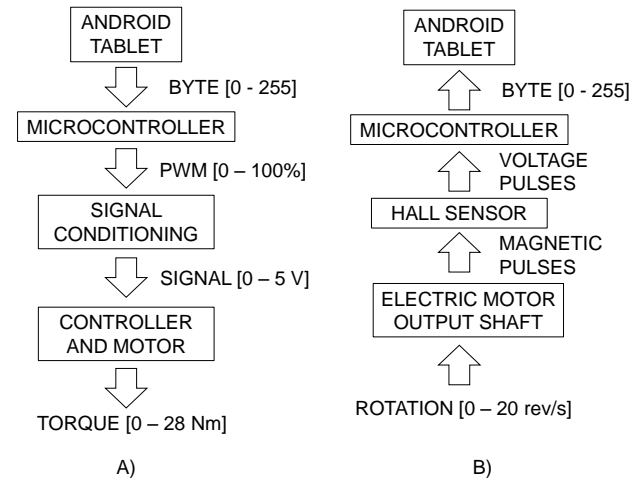 ANDROID
TABLET
BYTE [0 - 255]
MICROCONTROLLER
PWM [0 – 100%]
SIGNAL
CONDITIONING
SIGNAL [0 – 5 V]
CONTROLLER
AND MOTOR
TORQUE [0 – 28 Nm]
A)
ANDROID
TABLET
BYTE [0 - 255]
MICROCONTROLLER
VOLTAGE
PULSES
HALL SENSOR
MAGNETIC
PULSES
ELECTRIC MOTOR
OUTPUT SHAFT
ROTATION [0 – 20 rev/s]
B)